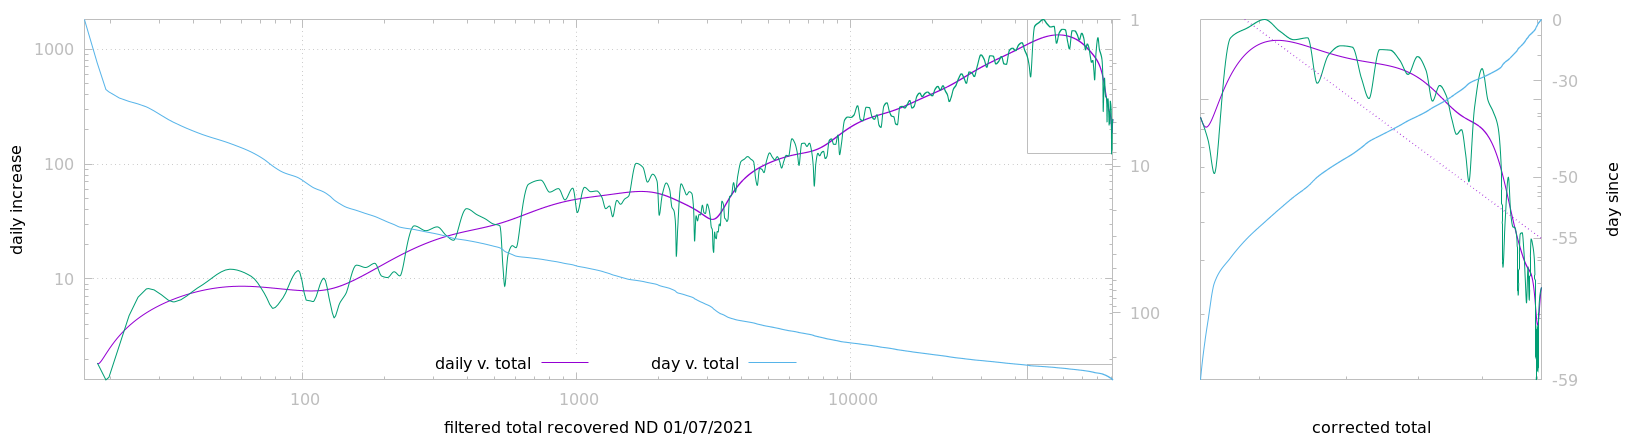 1000
100
10
daily increase
100
1000
10000
filtered total recovered ND 01/07/2021
daily v. total
day v. total
1
10
100
0
-30
-50
-55
-59
day since
corrected total